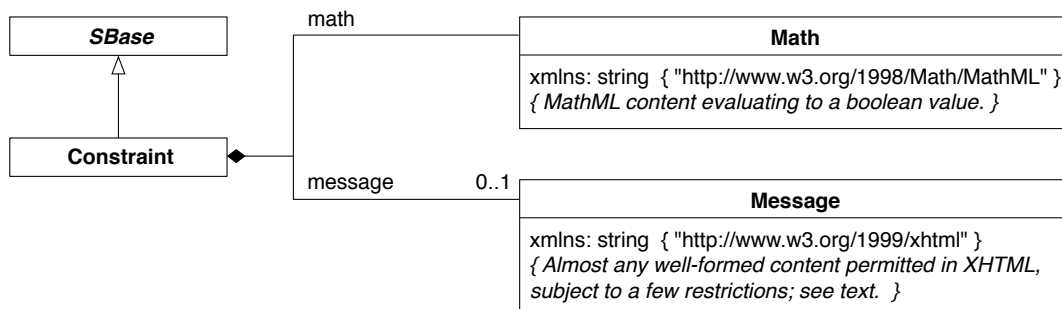 SBase
Constraint
math
Math
xmlns: string { "http://www.w3.org/1998/Math/MathML" }
{ MathML content evaluating to a boolean value. }
message 0..1
Message
xmlns: string { "http://www.w3.org/1999/xhtml" }
{ Almost any well-formed content permitted in XHTML,
subject to a few restrictions; see text. }